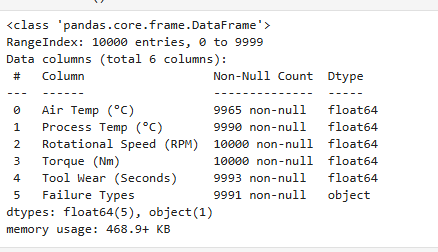 <class 'pandas.core.frame.DataFrame'>
RangeIndex: 10000 entries, 0 to 9999
Data columns (total 6 columns):
 #   Column                  Non-Null Count  Dtype
---  ------                  --------------  -----
 0   Air Temp (°C)           9965 non-null   float64
 1   Process Temp (°C)       9990 non-null   float64
 2   Rotational Speed (RPM)  10000 non-null  float64
 3   Torque (Nm)             10000 non-null  float64
 4   Tool Wear (Seconds)     9993 non-null   float64
 5   Failure Types           9991 non-null   object
dtypes: float64(5), object(1)
memory usage: 468.9+ KB